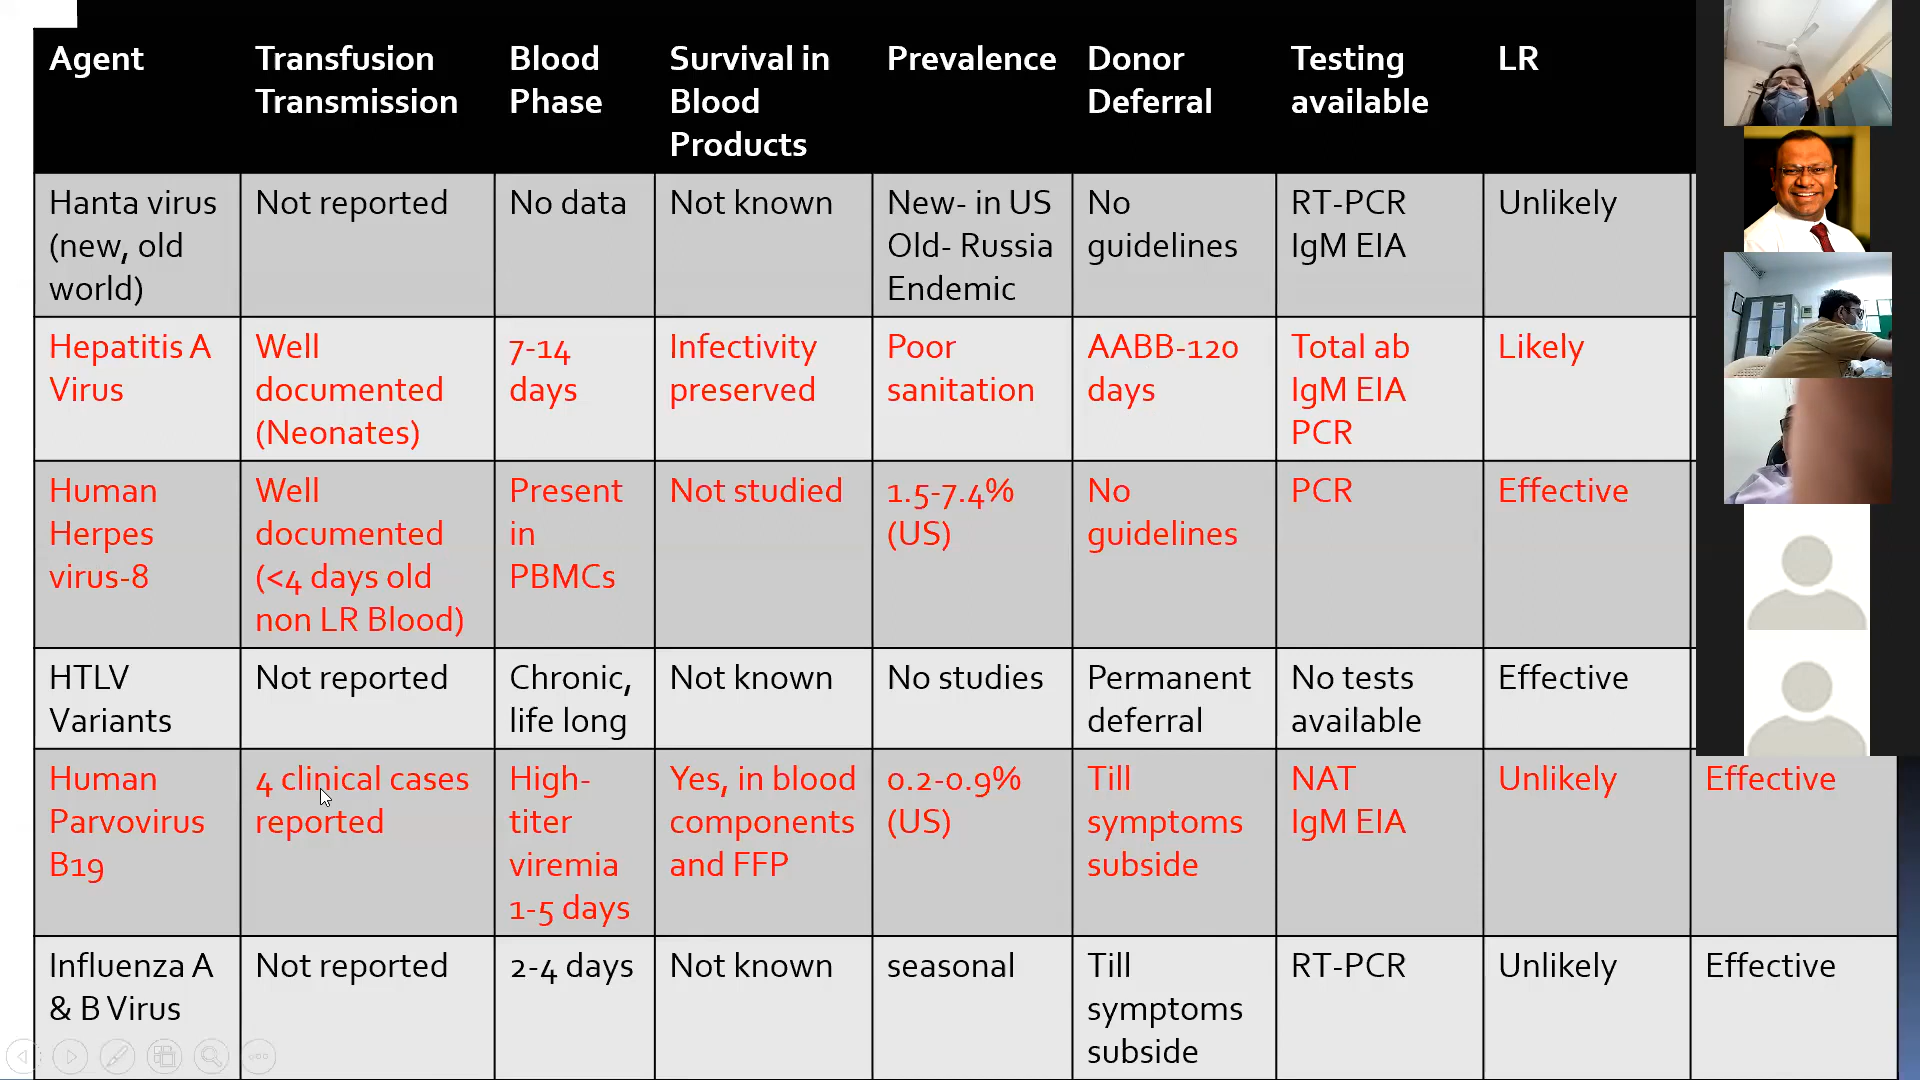 Agent
Transfusion
Transmission
Blood
Phase
Survival in
Blood
Products
Prevalence
Donor
Deferral
Testing
available
LR
Hanta virus
(new, old
world)
Not reported
No data
Not known
New- in US
Old- Russia
Endemic
No
guidelines
RT-PCR
IgM EIA
Unlikely
Hepatitis A
Virus
Well
documented
(Neonates)
7-14
days
Infectivity
preserved
Poor
sanitation
AABB-120
days
Total ab
IgM EIA
PCR
Likely
Human
Herpes
virus-8
Well
documented
(<4 days old
non LR Blood)
Present
in
PBMCs
Not studied
1.5-7.4%
(US)
No
guidelines
PCR
Effective
HTLV
Variants
Not reported
Chronic,
life long
Not known
No studies
Permanent
deferral
No tests
available
Effective
Human
Parvovirus
B19
4 clinical cases
reported
High-
titer
viremia
1-5 days
Yes, in blood
components
and FFP
0.2-0.9%
(US)
Till
symptoms
subside
NAT
IgM EIA
Unlikely
Effective
Influenza A
& B Virus
Not reported
2-4 days
Not known
seasonal
Till
symptoms
subside
RT-PCR
Unlikely
Effective